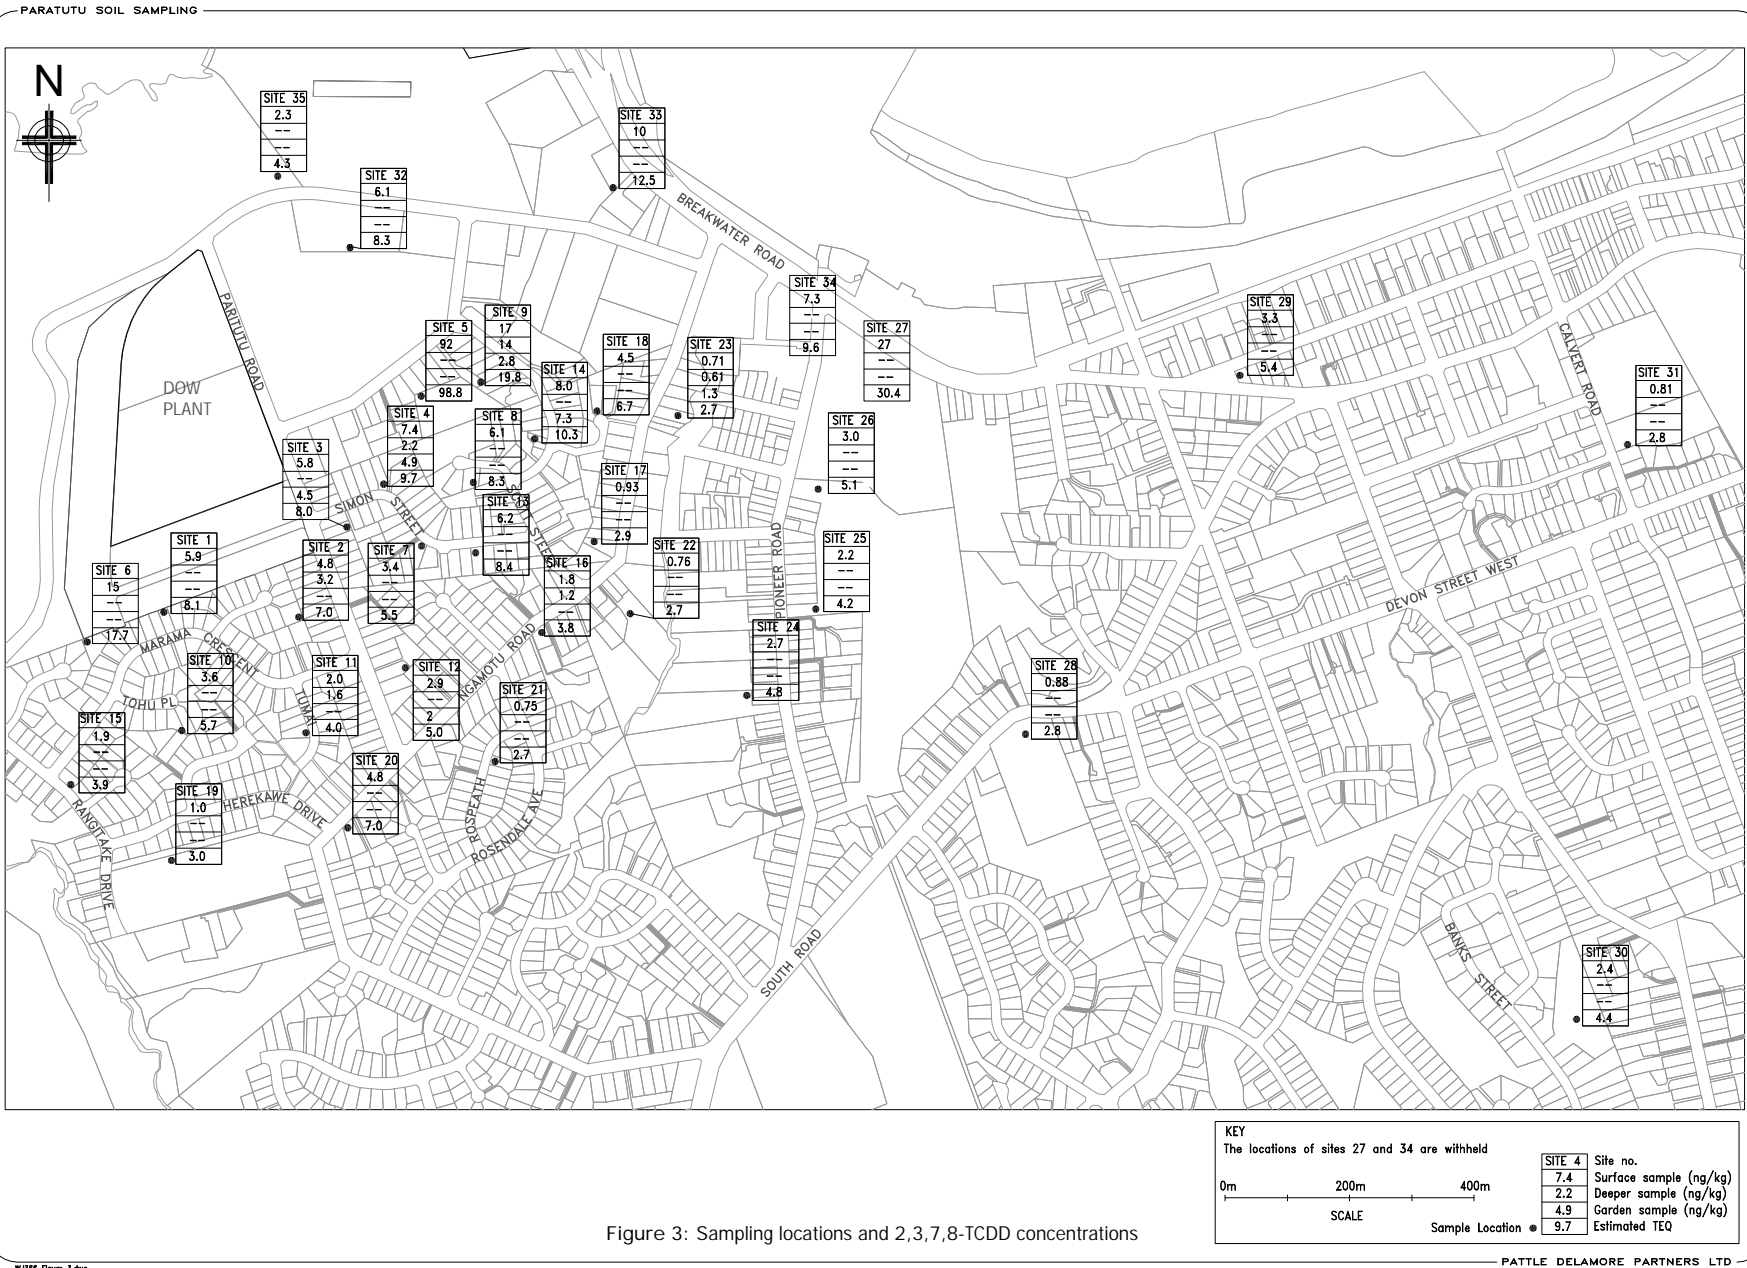 PARATUTU SOIL SAMPLING
N
SITE 35
2.3
--
--
4.3
SITE 33
10
--
--
12.5
SITE 32
6.1
--
--
8.3
BREAKWATER ROAD
SITE 34
7.3
--
--
9.6
SITE 27
27
--
--
30.4
SITE 29
3.3
--
--
5.4
CALVERT ROAD
SITE 31
0.81
--
--
2.8
PARITUTU ROAD
DOW
PLANT
SITE 5
92
--
--
98.8
SITE 9
17
14
2.8
19.8
SITE 14
8.0
--
7.3
10.3
SITE 18
4.5
--
--
6.7
SITE 23
0.71
0.61
1.3
2.7
SITE 4
7.4
2.2
4.9
9.7
SITE 8
6.1
--
--
8.3
SITE 26
3.0
--
--
5.1
SITE 3
5.8
--
4.5
8.0
SIMON
STREET
SITE 17
0.93
--
--
2.9
SITE 13
6.2
--
--
8.4
SITE 1
5.9
--
--
8.1
SITE 6
15
--
--
17.7
SITE 2
4.8
3.2
--
7.0
SITE 7
3.4
--
--
5.5
SITE 16
1.8
1.2
--
3.8
SITE 22
0.76
--
--
2.7
PIONEER ROAD
SITE 25
2.2
--
--
4.2
DEVON STREET WEST
MARAMA
CRESCENT
SITE 10
3.6
--
--
5.7
TOHU PL
SITE 11
2.0
1.6
--
4.0
SITE 12
2.9
--
2
5.0
NGAMOTU ROAD
SITE 21
0.75
--
--
2.7
SITE 24
2.7
--
--
4.8
SITE 28
0.88
--
--
2.8
SITE 15
1.9
--
--
3.9
SITE 19
1.0
--
--
3.0
HEREKAWE DRIVE
SITE 20
4.8
--
--
7.0
ROSPEATH
ROSENDALE AVE
RANGITAKE DRIVE
SOUTH ROAD
BANKS STREET
SITE 30
2.4
--
--
4.4
KEY
The locations of sites 27 and 34 are withheld
0m 200m 400m
SCALE
SITE 4 Site no.
7.4 Surface sample (ng/kg)
2.2 Deeper sample (ng/kg)
4.9 Garden sample (ng/kg)
Sample Location 9.7 Estimated TEQ
Figure 3: Sampling locations and 2,3,7,8-TCDD concentrations
PATTLE DELAMORE PARTNERS LTD